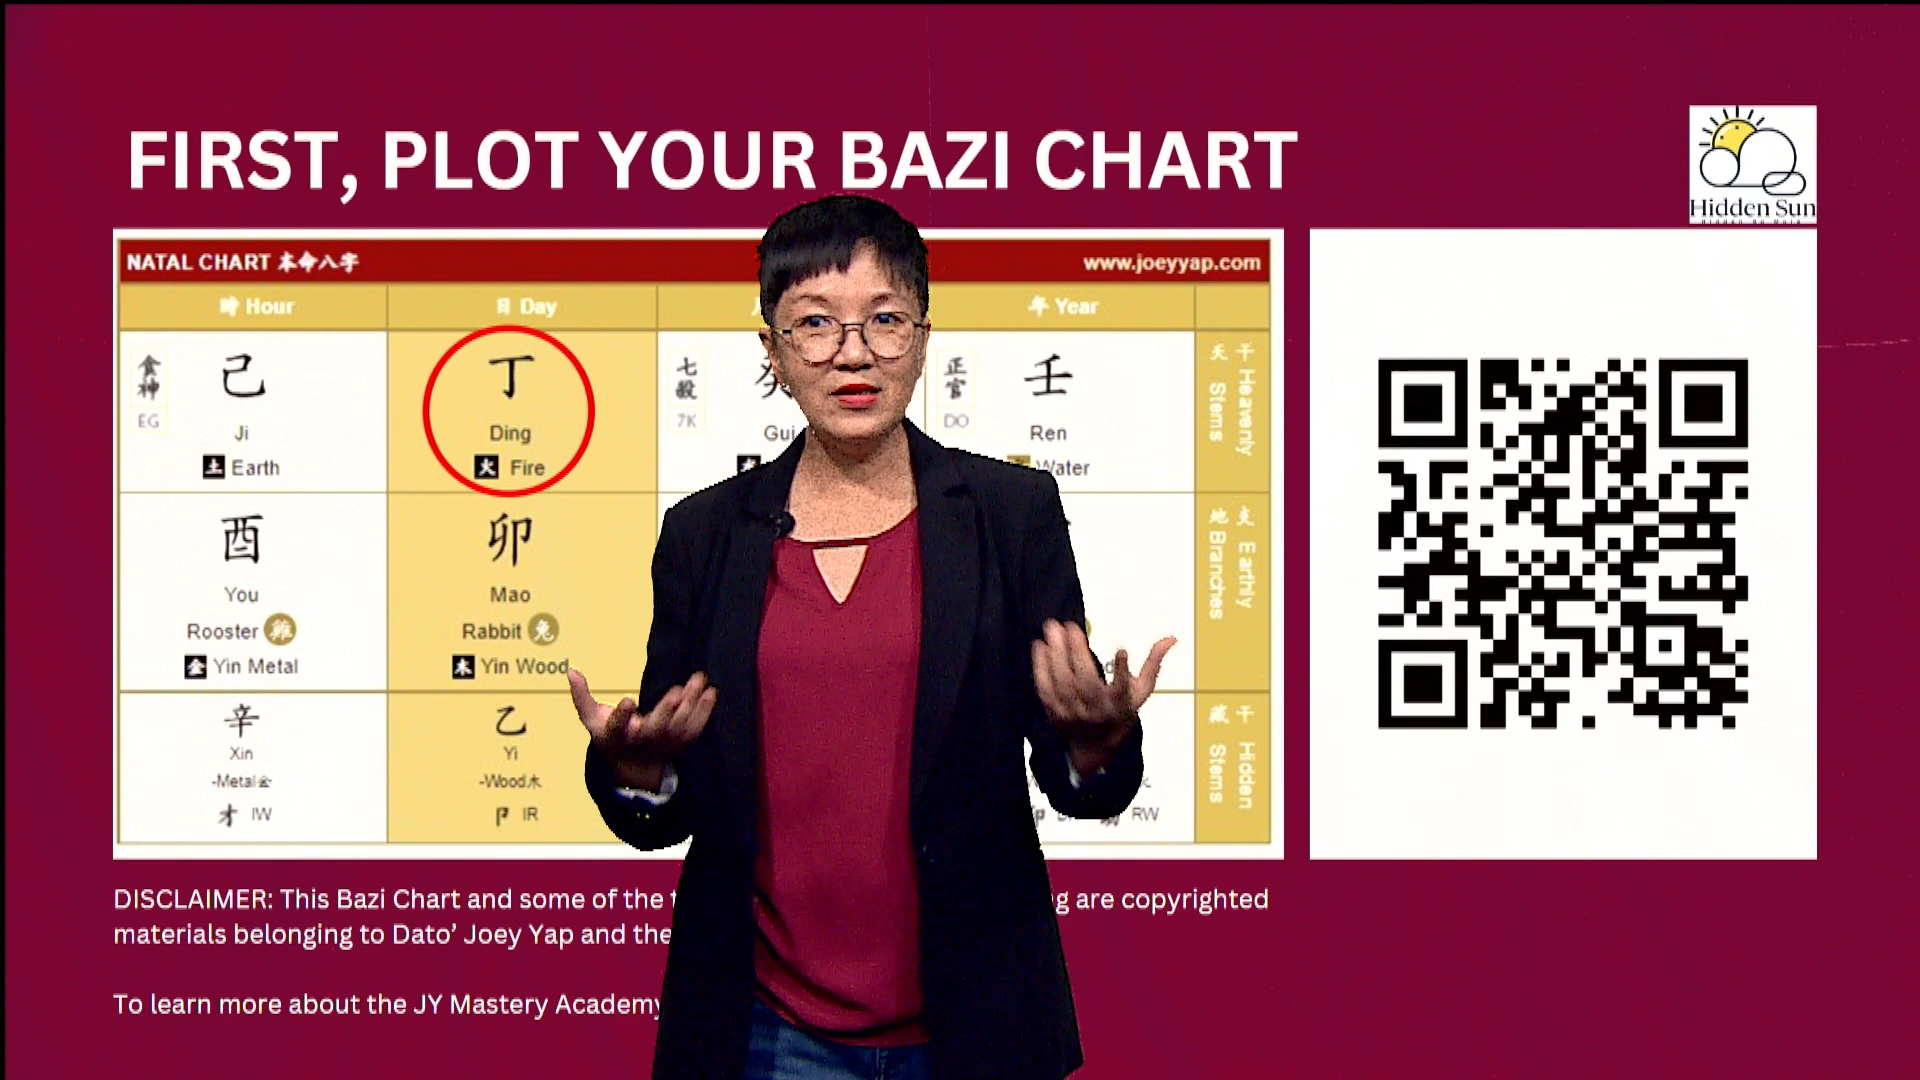 FIRST, PLOT YOUR BAZI CHART
Hidden Sun
NATAL CHART 本命八字
www.joeyyap.com
時 Hour
日 Day
年 Year
食神
EG
己
Ji
土 Earth
丁
Ding
火 Fire
七殺
7K
癸
Gui
正官
DO
壬
Ren
Water
天干 Heavenly Stems
酉
You
Rooster 雞
金 Yin Metal
卯
Mao
Rabbit 兔
木 Yin Wood
地支 Earthly Branches
辛
Xin
-Metal金
才 IW
乙
Yi
-Wood木
卩 IR
RW
藏干 Hidden Stems
DISCLAIMER: This Bazi Chart and some of the
are copyrighted
materials belonging to Dato' Joey Yap and the
To learn more about the JY Mastery Academy